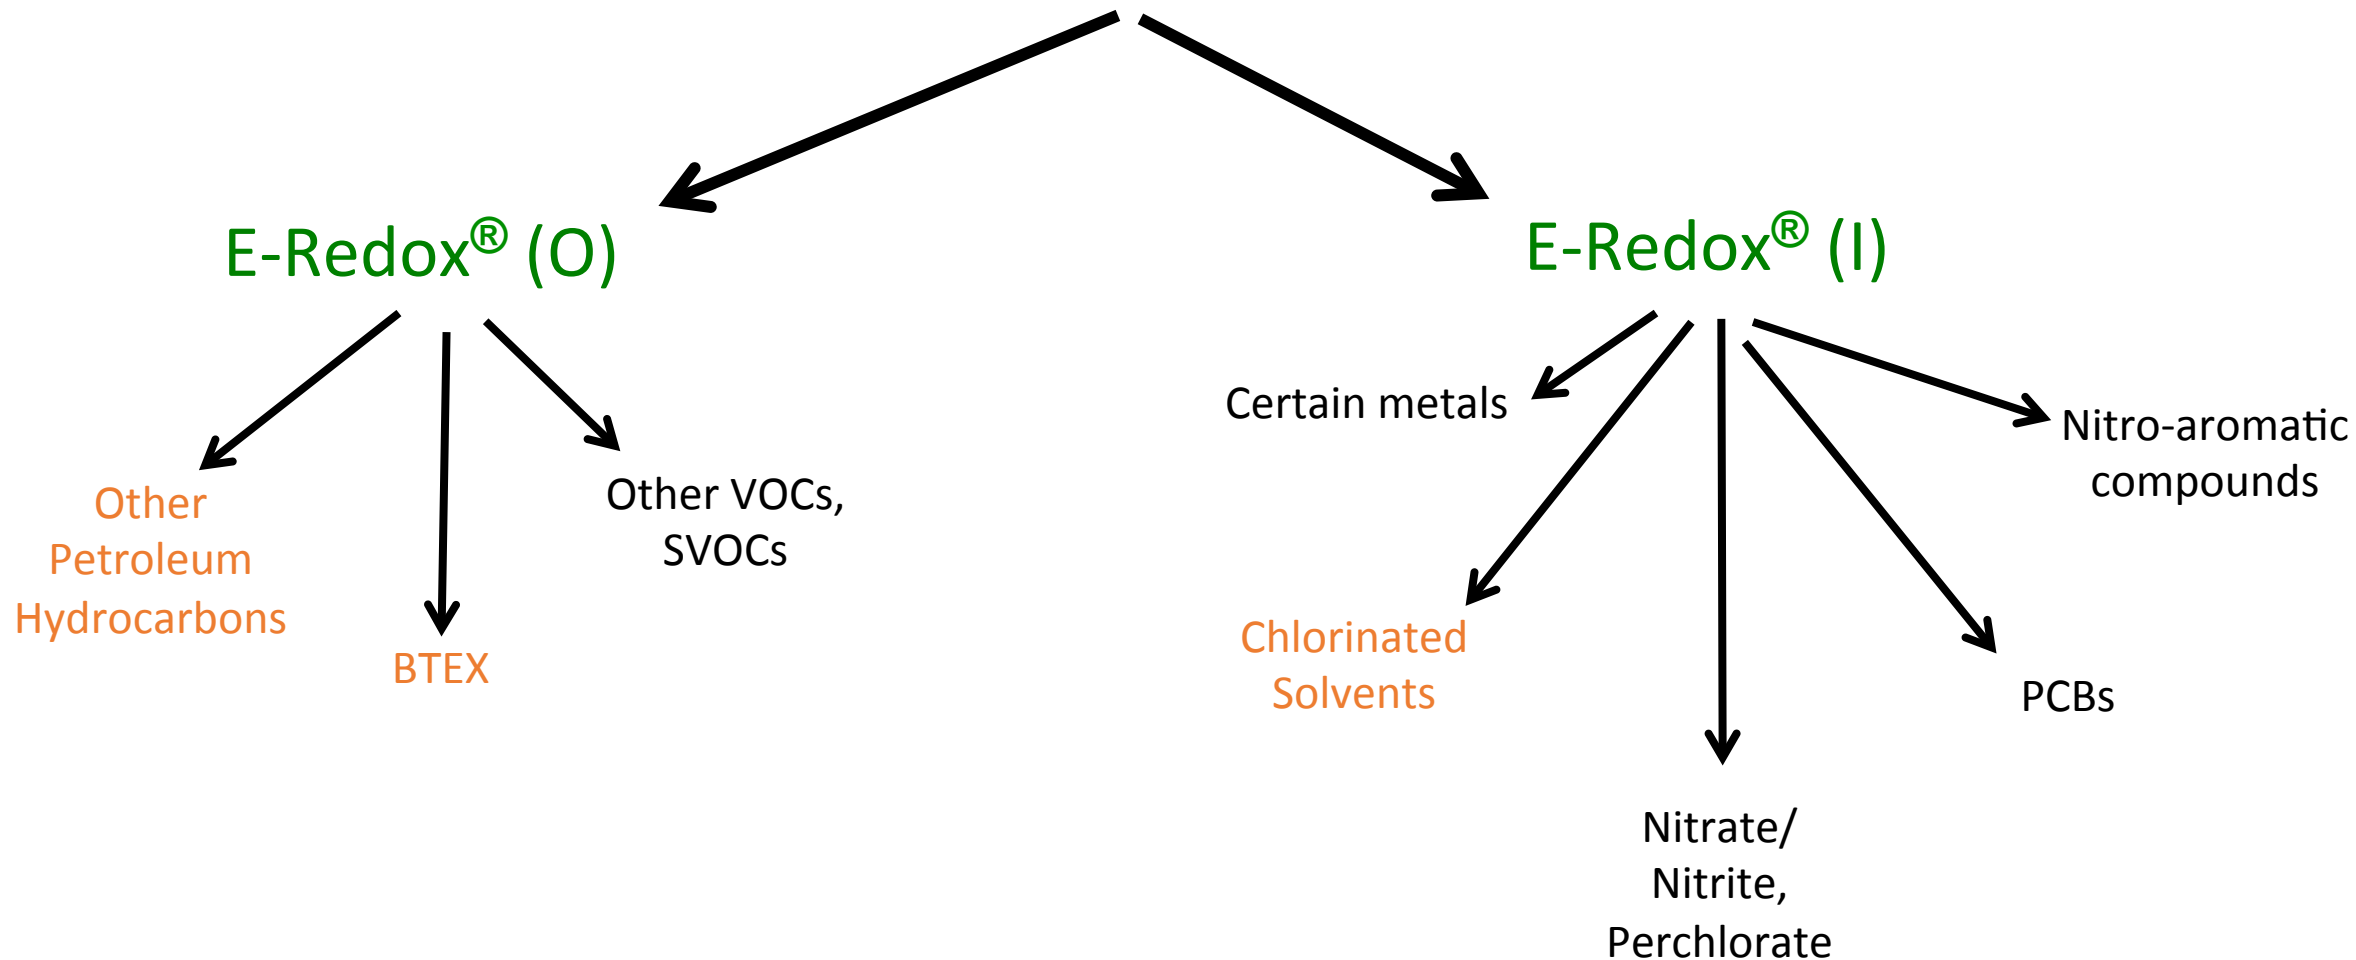 E-Redox® (O)
E-Redox® (I)
Other
Petroleum
Hydrocarbons
BTEX
Other VOCs,
SVOCs
Certain metals
Chlorinated
Solvents
Nitrate/
Nitrite,
Perchlorate
PCBs
Nitro-aromatic
compounds